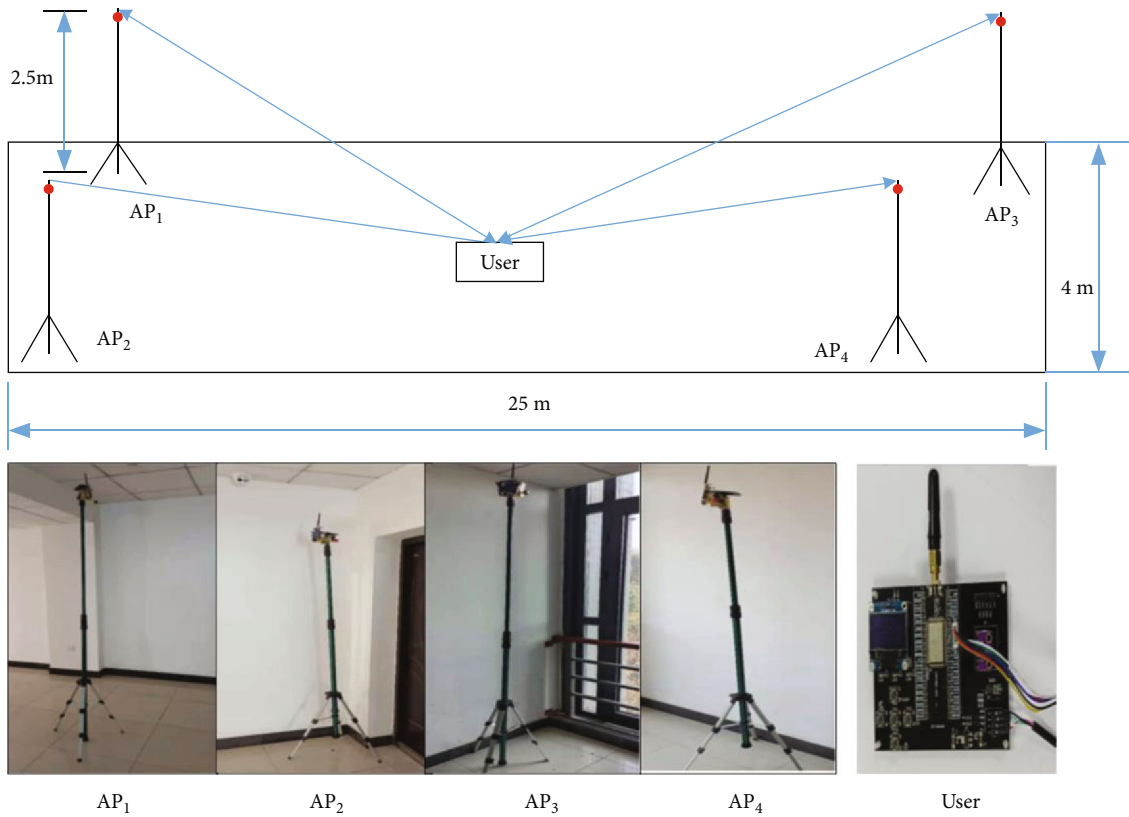 2.5m
AP₁
AP₃
User
4 m
AP₂
AP₄
25 m
AP₁ AP₂ AP₃ AP₄ User